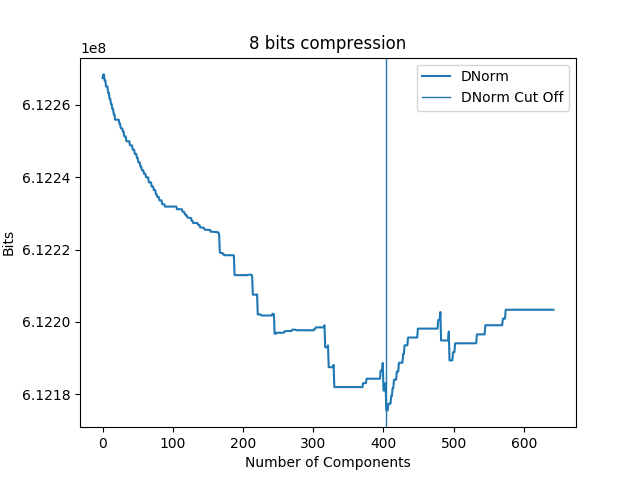 8 bits compression
1e8
DNorm
DNorm Cut Off
6.1226
6.1224
6.1222
6.1220
6.1218
Bits
0 100 200 300 400 500 600
Number of Components